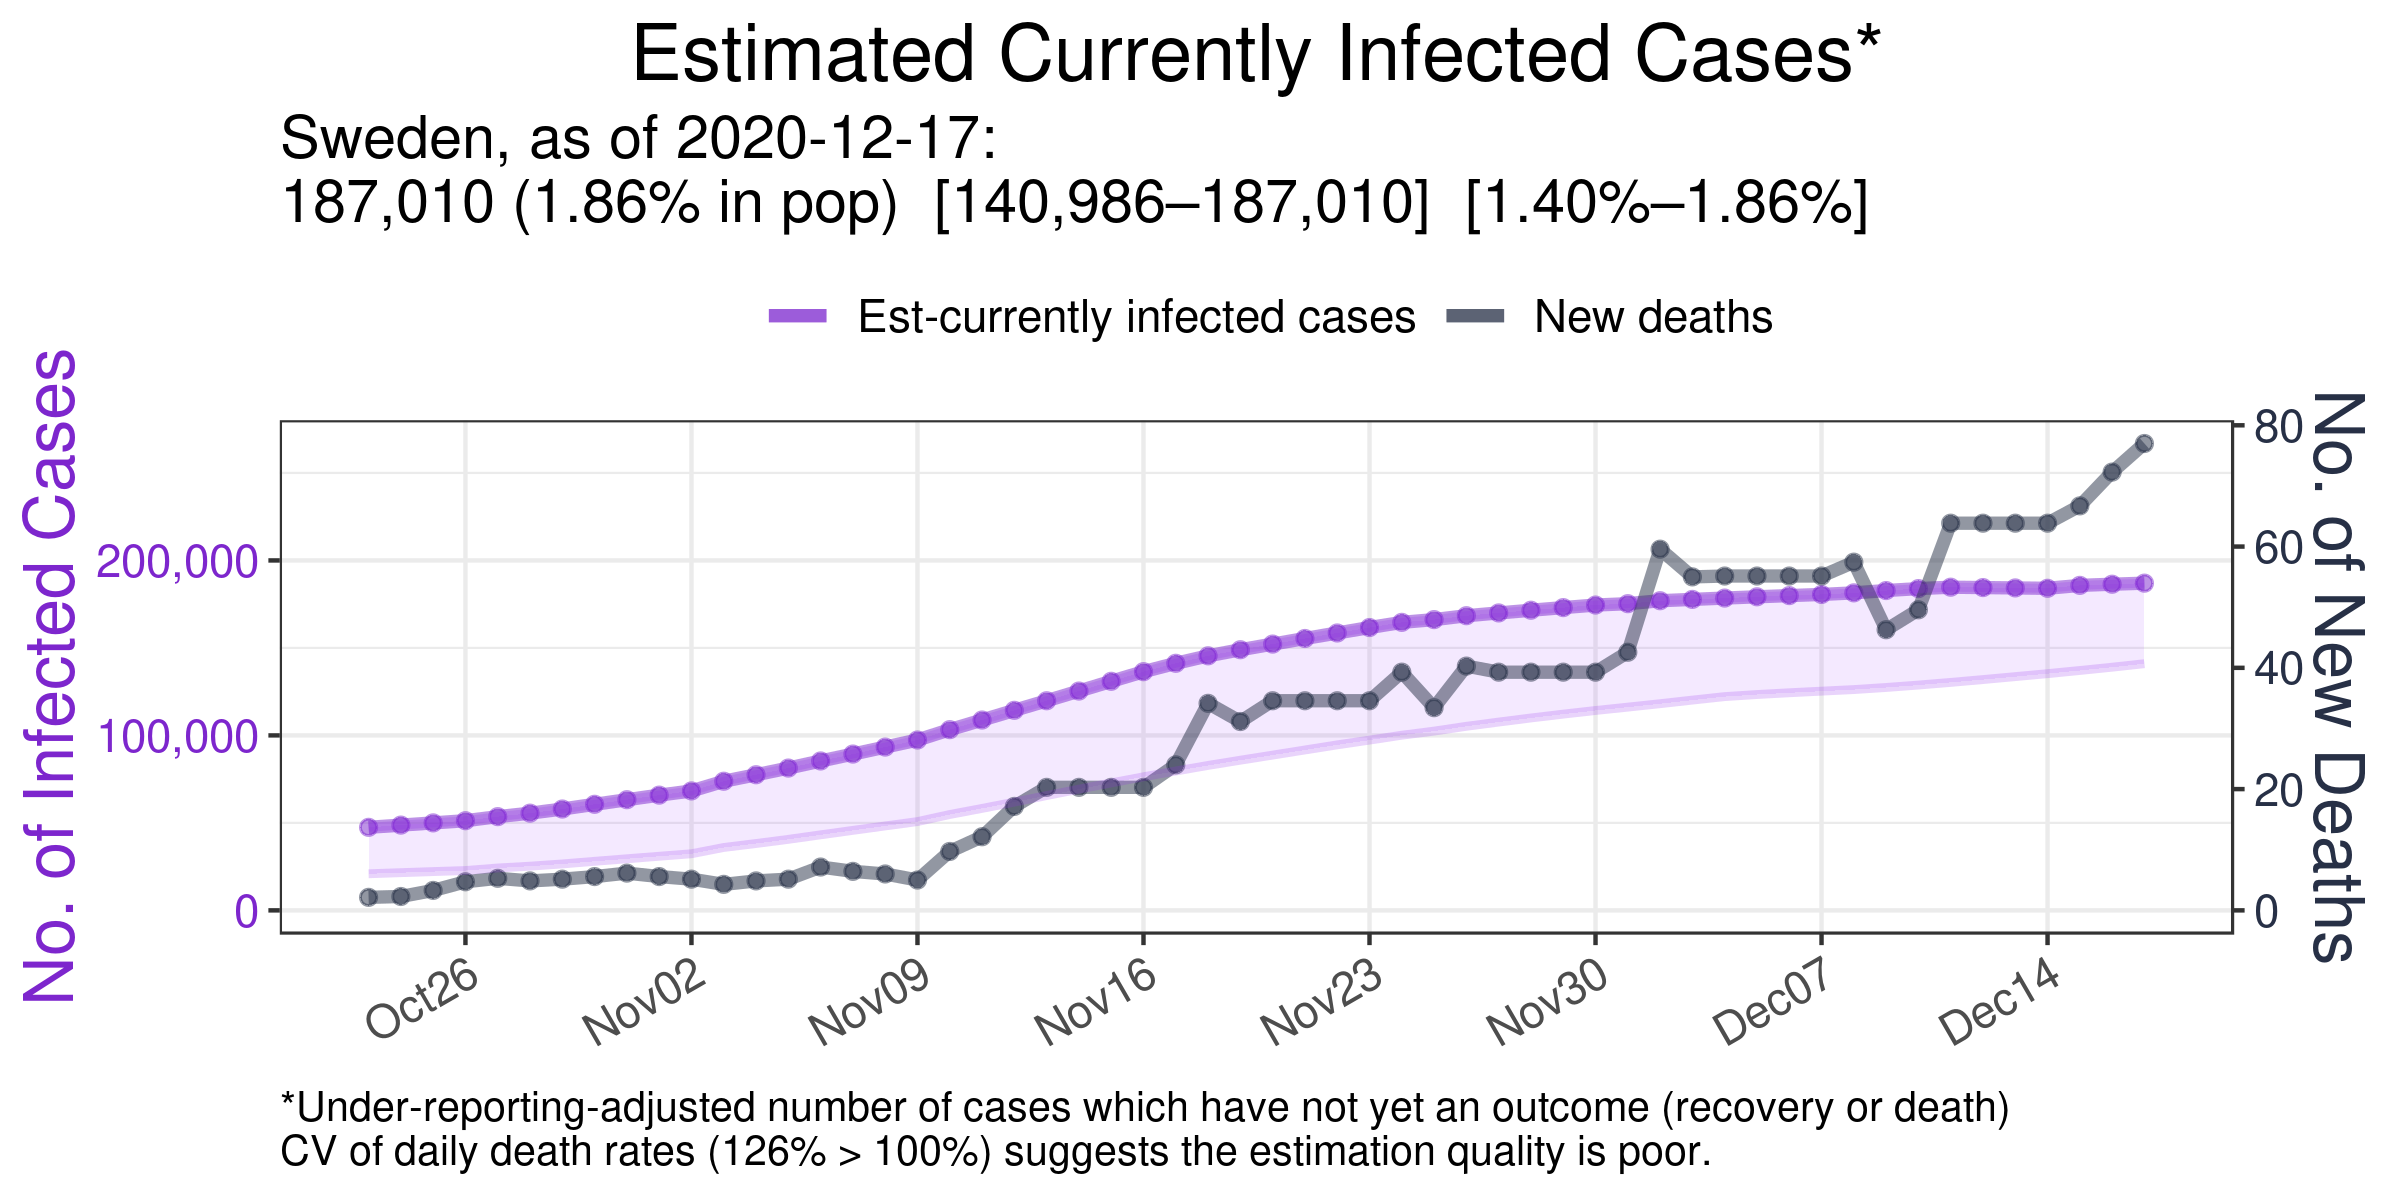 Estimated Currently Infected Cases*
Sweden, as of 2020-12-17:
187,010 (1.86% in pop)  [140,986–187,010]  [1.40%–1.86%]
Est-currently infected cases
New deaths
No. of Infected Cases
200,000
100,000
0
80
60
40
20
0
No. of New Deaths
Oct26
Nov02
Nov09
Nov16
Nov23
Nov30
Dec07
Dec14
*Under-reporting-adjusted number of cases which have not yet an outcome (recovery or death)
CV of daily death rates (126% > 100%) suggests the estimation quality is poor.